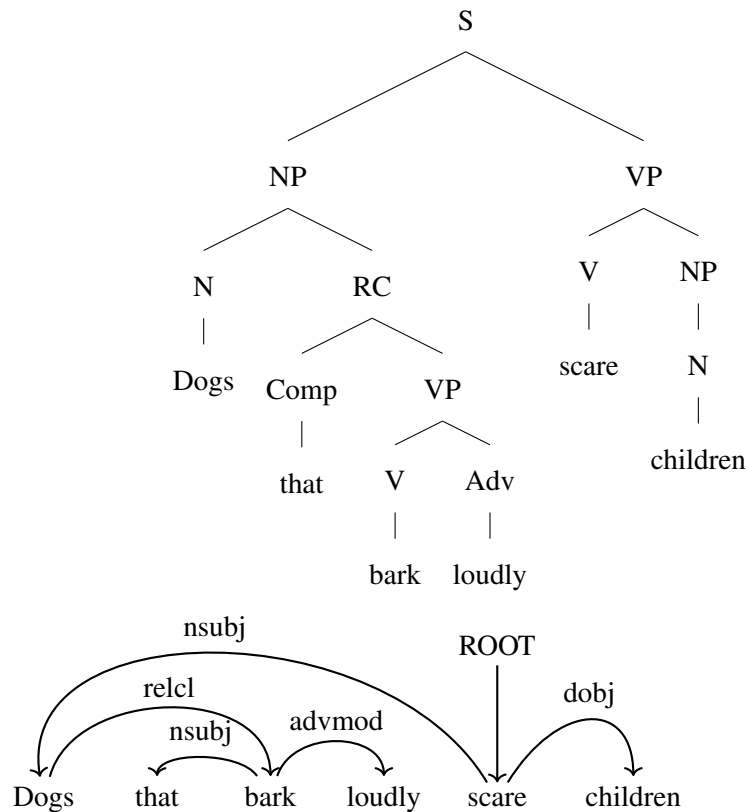 S
NP VP
N RC V NP
Dogs Comp VP scare N
that V Adv children
bark loudly
nsubj ROOT
relcl dobj
nsubj advmod
Dogs that bark loudly scare children